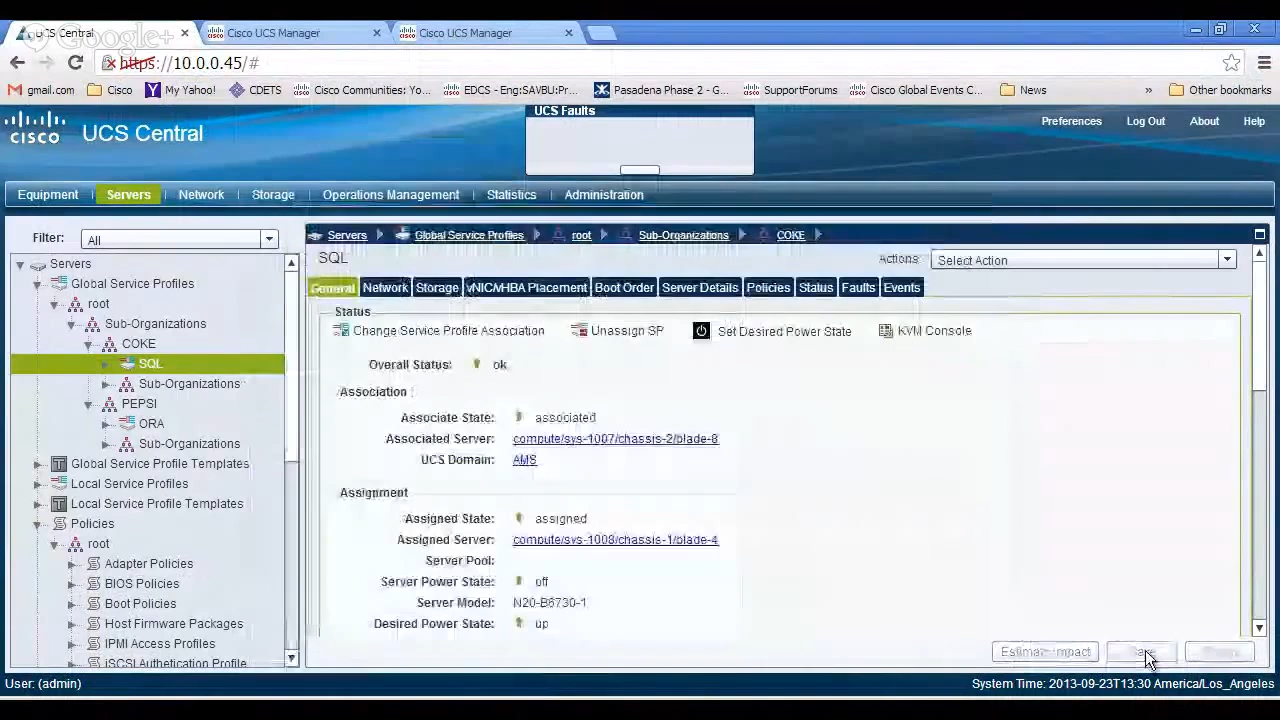 UCS Central
Cisco UCS Manager
Cisco UCS Manager
Google+
https://10.0.0.45/#
gmail.com
Cisco
My Yahoo!
CDETS
Cisco Communities: Yo...
EDCS - Eng:SAVBU:Pr...
Pasadena Phase 2 - G...
SupportForums
Cisco Global Events C...
News
»
Other bookmarks
CISCO
UCS Central
UCS Faults
Preferences
Log Out
About
Help
Equipment
Servers
Network
Storage
Operations Management
Statistics
Administration
Filter:
All
Servers
Global Service Profiles
root
Sub-Organizations
COKE
SQL
Sub-Organizations
PEPSI
ORA
Sub-Organizations
Global Service Profile Templates
Local Service Profiles
Local Service Profile Templates
Policies
root
Adapter Policies
BIOS Policies
Boot Policies
Host Firmware Packages
IPMI Access Profiles
iSCSI Authetication Profile
Servers
Global Service Profiles
root
Sub-Organizations
COKE
SQL
Actions:
Select Action
General
Network
Storage
vNIC/vHBA Placement
Boot Order
Server Details
Policies
Status
Faults
Events
Status
Change Service Profile Association
Unassign SP
Set Desired Power State
KVM Console
Overall Status:
ok
Association
Associate State:
associated
Associated Server:
compute/sys-1007/chassis-2/blade-8
UCS Domain:
AMS
Assignment
Assigned State:
assigned
Assigned Server:
compute/sys-1008/chassis-1/blade-4
Server Pool:
Server Power State:
off
Server Model:
N20-B6730-1
Desired Power State:
up
Estimate Impact
User: (admin)
System Time: 2013-09-23T13:30 America/Los_Angeles